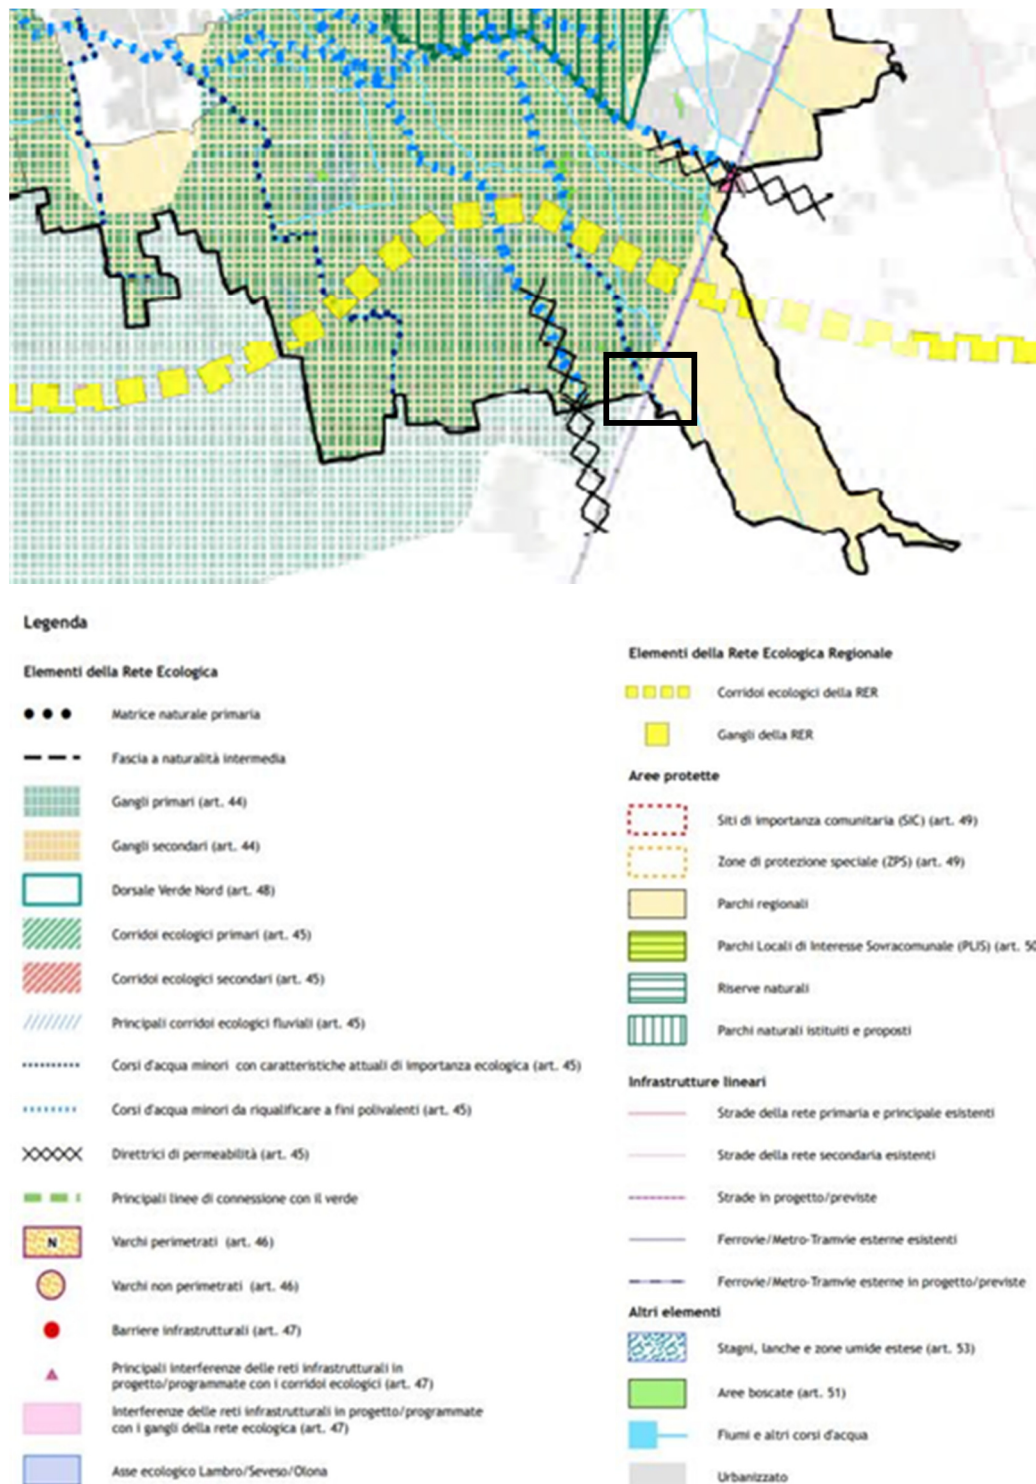 Legenda
Elementi della Rete Ecologica
Matrice naturale primaria
Fascia a naturalità intermedia
Gangli primari (art. 44)
Gangli secondari (art. 44)
Dorsale Verde Nord (art. 48)
Corridoi ecologici primari (art. 45)
Corridoi ecologici secondari (art. 45)
Principali corridoi ecologici fluviali (art. 45)
Corsi d'acqua minori con caratteristiche attuali di importanza ecologica (art. 45)
Corsi d'acqua minori da riqualificare a fini polivalenti (art. 45)
Direttrici di permeabilità (art. 45)
Principali linee di connessione con il verde
N
Varchi perimetrati (art. 46)
Varchi non perimetrati (art. 46)
Barriere infrastrutturali (art. 47)
Principali interferenze delle reti infrastrutturali in
progetto/programmate con i corridoi ecologici (art. 47)
Interferenze delle reti infrastrutturali in progetto/programmate
con i gangli della rete ecologica (art. 47)
Asse ecologico Lambro/Seveso/Olona
Elementi della Rete Ecologica Regionale
Corridoi ecologici della RER
Gangli della RER
Aree protette
Siti di importanza comunitaria (SIC) (art. 49)
Zone di protezione speciale (ZPS) (art. 49)
Parchi regionali
Parchi Locali di Interesse Sovracomunale (PLIS) (art. 50
Riserve naturali
Parchi naturali istituiti e proposti
Infrastrutture lineari
Strade della rete primaria e principale esistenti
Strade della rete secondaria esistenti
Strade in progetto/previste
Ferrovie/Metro-Tramvie esterne esistenti
Ferrovie/Metro-Tramvie esterne in progetto/previste
Altri elementi
Stagni, lanche e zone umide estese (art. 53)
Aree boscate (art. 51)
Fiumi e altri corsi d'acqua
Urbanizzato